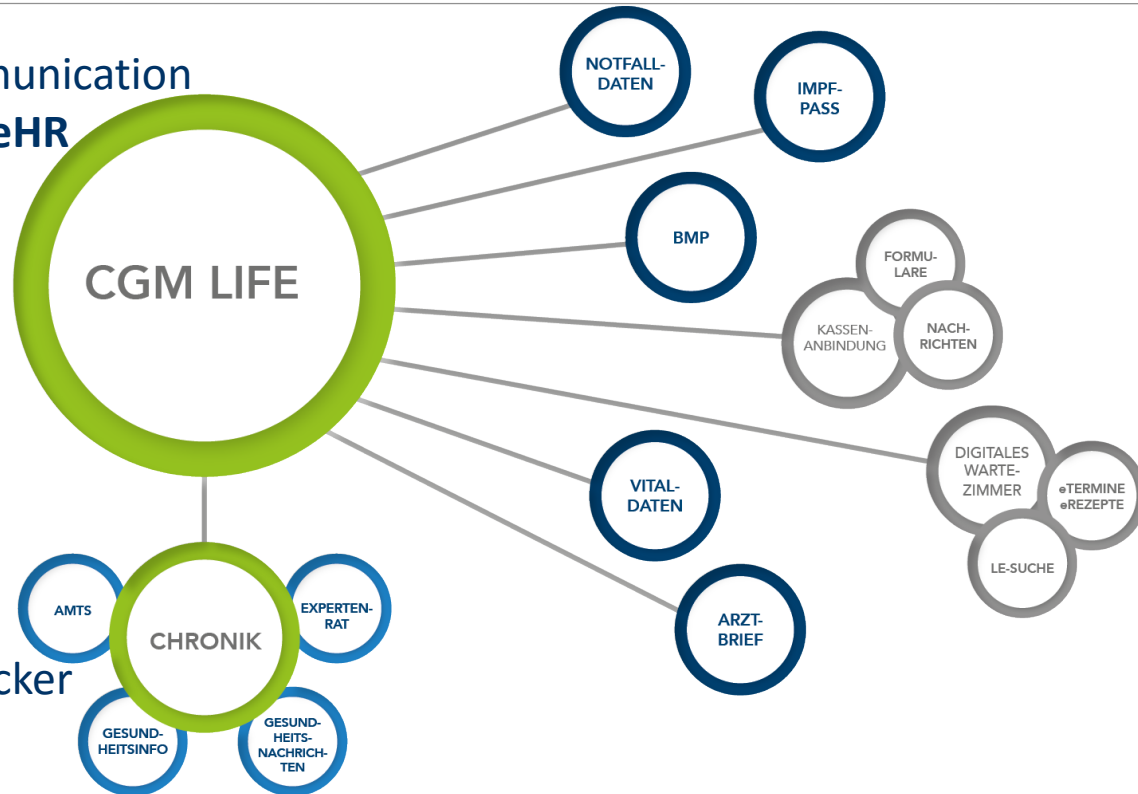 munication
eHR
CGM LIFE
NOTFALL-
DATEN
IMPF-
PASS
BMP
FORMU-
LARE
KASSEN-
ANBINDUNG
NACH-
RICHTEN
DIGITALES
WARTE-
ZIMMER
eTERMINE
eREZEPTE
LE-SUCHE
VITAL-
DATEN
ARZT-
BRIEF
CHRONIK
AMTS
EXPERTEN-
RAT
cker
GESUND-
HEITSINFO
GESUND-
HEITS-
NACHRICH-
TEN